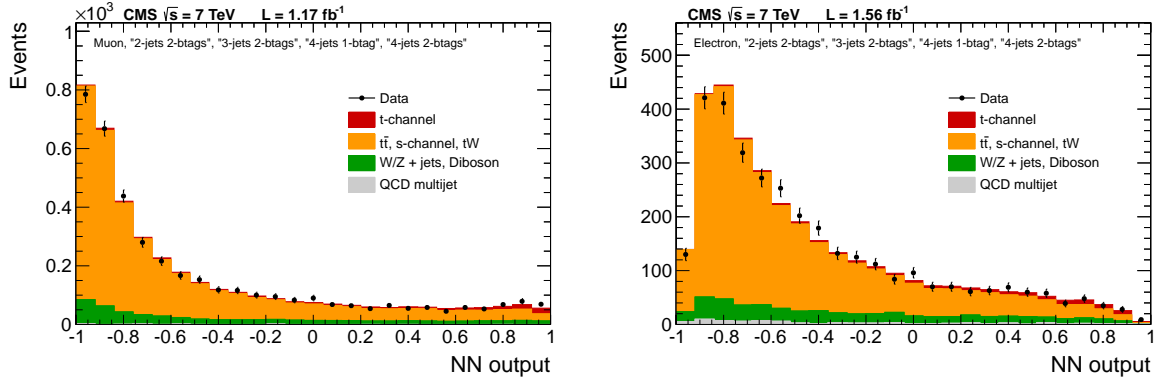 CMS √s = 7 TeV L = 1.17 fb⁻¹
×10³
Muon, "2-jets 2-btags", "3-jets 2-btags", "4-jets 1-btag", "4-jets 2-btags"
Events
1
0.8
0.6
0.4
0.2
0
Data
t-channel
tt̄, s-channel, tW
W/Z + jets, Diboson
QCD multijet
-1 -0.8 -0.6 -0.4 -0.2 0 0.2 0.4 0.6 0.8 1
NN output
CMS √s = 7 TeV L = 1.56 fb⁻¹
Electron, "2-jets 2-btags", "3-jets 2-btags", "4-jets 1-btag", "4-jets 2-btags"
Events
500
400
300
200
100
0
Data
t-channel
tt̄, s-channel, tW
W/Z + jets, Diboson
QCD multijet
-1 -0.8 -0.6 -0.4 -0.2 0 0.2 0.4 0.6 0.8 1
NN output